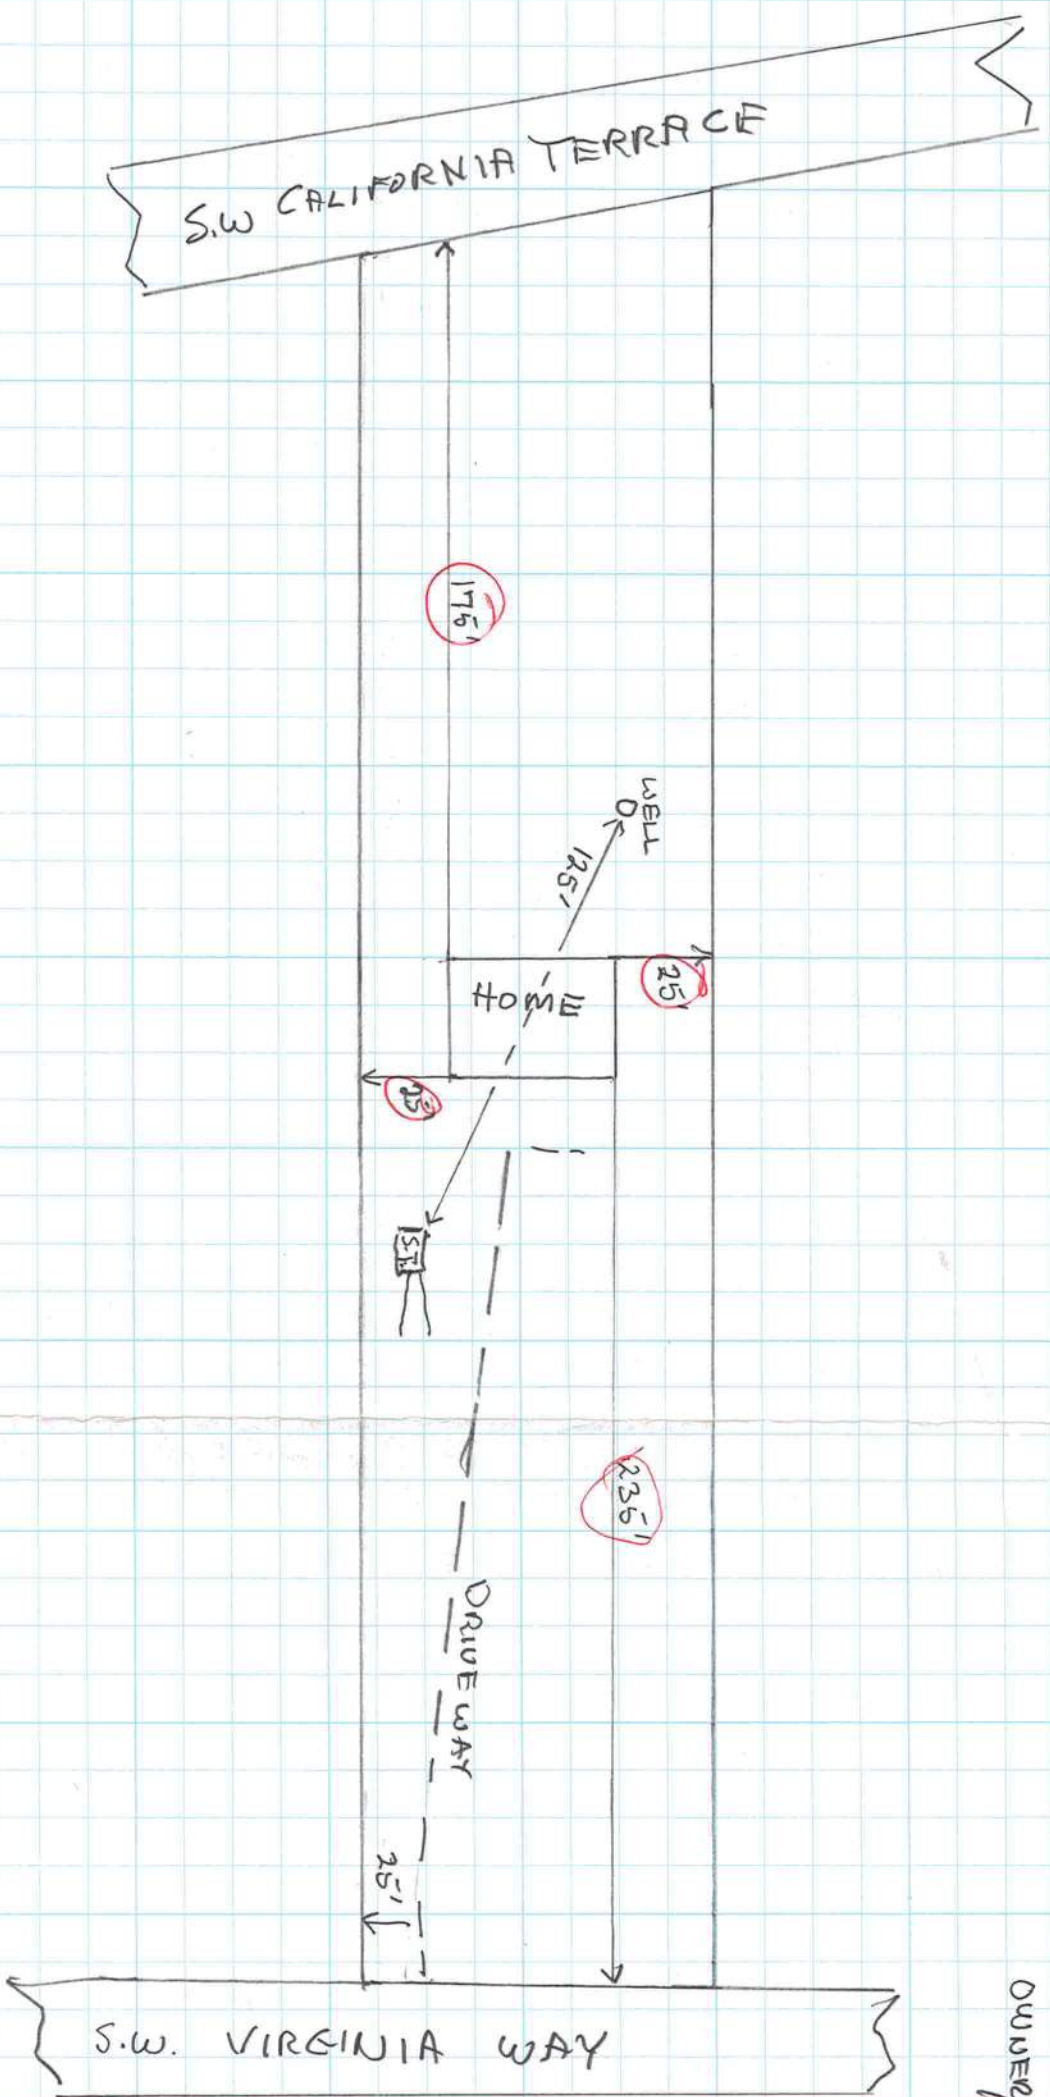 S.W CALIFORNIA TERRACE
175'
WELL
125'
25'
HOME
25'
S.T.
235'
DRIVEWAY
25'
S.W. VIRGINIA WAY
OWNER